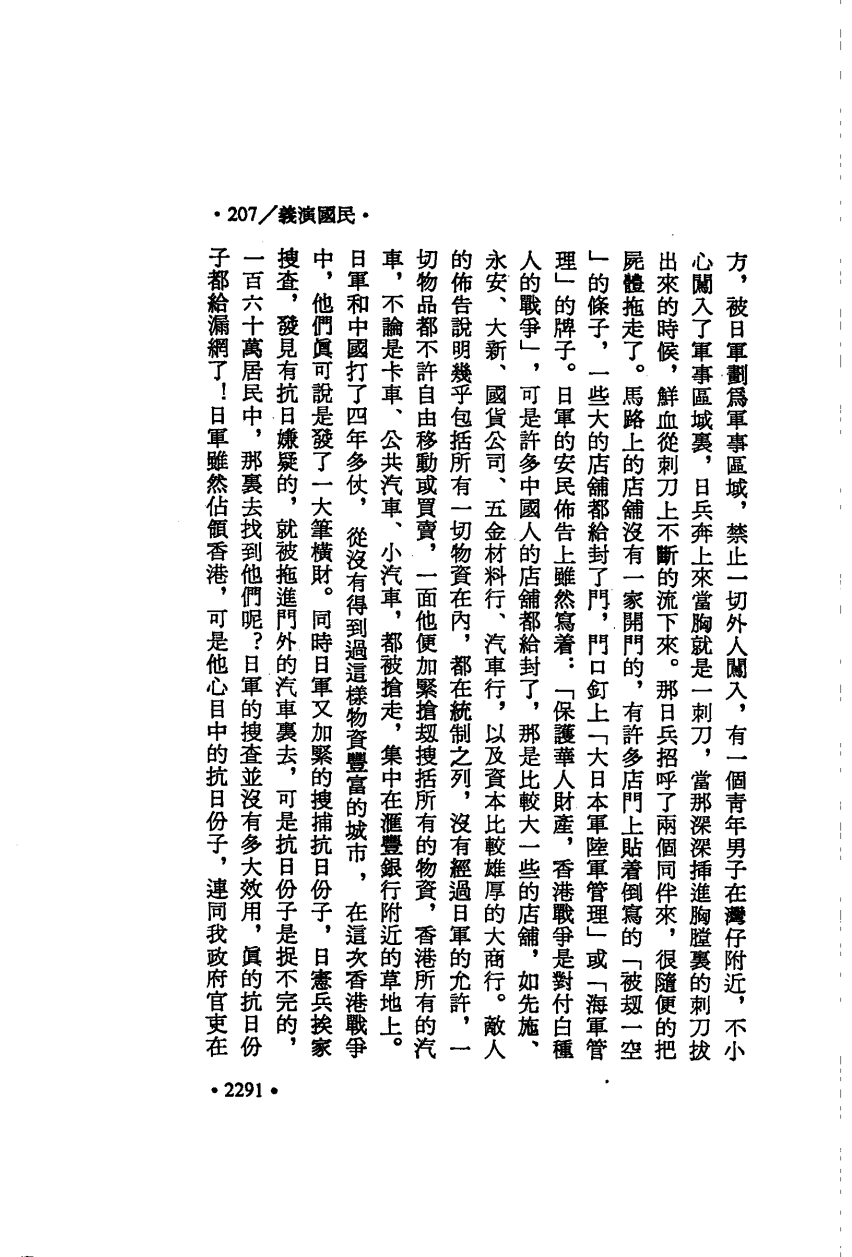 ·207／義演國民·
方，被日軍劃爲軍事區域，禁止一切外人闖入，有一個靑年男子在灣仔附近，不小
心闖入了軍事區域裏，日兵奔上來當胸就是一刺刀，當那深深揷進胸膛裏的刺刀拔
出來的時候，鮮血從刺刀上不斷的流下來。那日兵招呼了兩個同伴來，很隨便的把
屍體拖走了。馬路上的店舖沒有一家開門的，有許多店門上貼着倒寫的「被刼一空
」的條子，一些大的店舖都給封了門，門口釘上「大日本軍陸軍管理」或「海軍管
理」的牌子。日軍的安民佈告上雖然寫着：「保護華人財產，香港戰爭是對付白種
人的戰爭」，可是許多中國人的店舖都給封了，那是比較大一些的店舖，如先施、
永安、大新、國貨公司、五金材料行、汽車行，以及資本比較雄厚的大商行。敵人
的佈告說明幾乎包括所有一切物資在內，都在統制之列，沒有經過日軍的允許，一
切物品都不許自由移動或買賣，一面他便加緊搶刼搜括所有的物資，香港所有的汽
車，不論是卡車、公共汽車、小汽車，都被搶走，集中在滙豐銀行附近的草地上。
日軍和中國打了四年多仗，從沒有得到過這樣物資豐富的城市，在這次香港戰爭
中，他們眞可說是發了一大筆橫財。同時日軍又加緊的搜捕抗日份子，日憲兵挨家
搜查，發見有抗日嫌疑的，就被拖進門外的汽車裏去，可是抗日份子是捉不完的，
一百六十萬居民中，那裏去找到他們呢？日軍的搜查並沒有多大效用，眞的抗日份
子都給漏網了！日軍雖然佔領香港，可是他心目中的抗日份子，連同我政府官吏在
·2291·